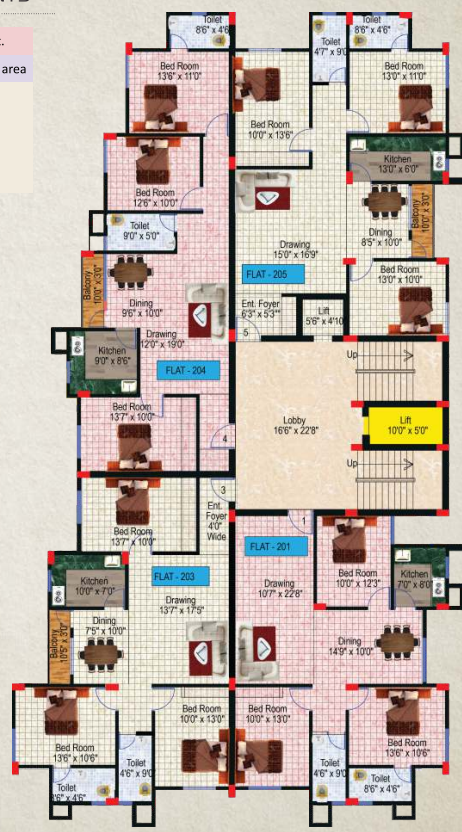 t.
area
Toilet
8'6" x 4'6
Toilet
4'7" x 9'0
Toilet
8'6" x 4'6"
Bed Room
13'6" x 11'0"
Bed Room
10'0" x 13'6"
Bed Room
13'0" x 11'0"
Kitchen
13'0" x 6'0"
Bed Room
12'6" x 10'0"
Toilet
9'0" x 5'0"
Drawing
15'0" x 16'9"
Dining
8'5" x 10'0"
Balcony
10'0" x 3'0"
FLAT - 205
Balcony
10'0" x 3'0"
Dining
9'6" x 10'0"
Bed Room
13'0" x 10'0"
Ent. Foyer
6'3" x 5'3"
5
Lift
5'6" x 4'10
Drawing
12'0" x 19'0"
Kitchen
9'0" x 8'6"
FLAT - 204
Up
Bed Room
13'7" x 10'0"
4
Lobby
16'6" x 22'8"
Lift
10'0" x 5'0"
Up
3
Ent.
Foyer
4'0"
Wide
Bed Room
13'7" x 10'0"
1
FLAT - 201
FLAT - 203
Kitchen
10'0" x 7'0"
Drawing
13'7" x 17'5"
Drawing
10'7" x 22'8"
Bed Room
10'0" x 12'3"
Kitchen
7'0" x 8'0"
Dining
7'5" x 10'0"
Balcony
10'5" x 3'0"
Dining
14'9" x 10'0"
Bed Room
13'6" x 10'6"
Bed Room
10'0" x 13'0"
Bed Room
10'0" x 13'0"
Bed Room
13'6" x 10'6"
Toilet
8'6" x 4'6"
Toilet
4'6" x 9'0
Toilet
4'6" x 9'0
Toilet
8'6" x 4'6"